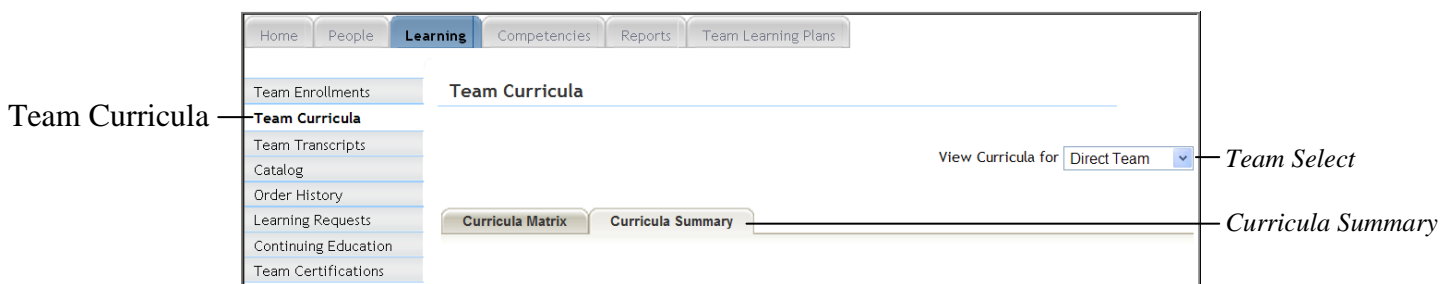 Home People Learning Competencies Reports Team Learning Plans
Team Enrollments
Team Curricula
Team Curricula
Team Curricula
Team Transcripts
View Curricula for Direct Team
Team Select
Catalog
Order History
Learning Requests
Curricula Matrix Curricula Summary
Curricula Summary
Continuing Education
Team Certifications